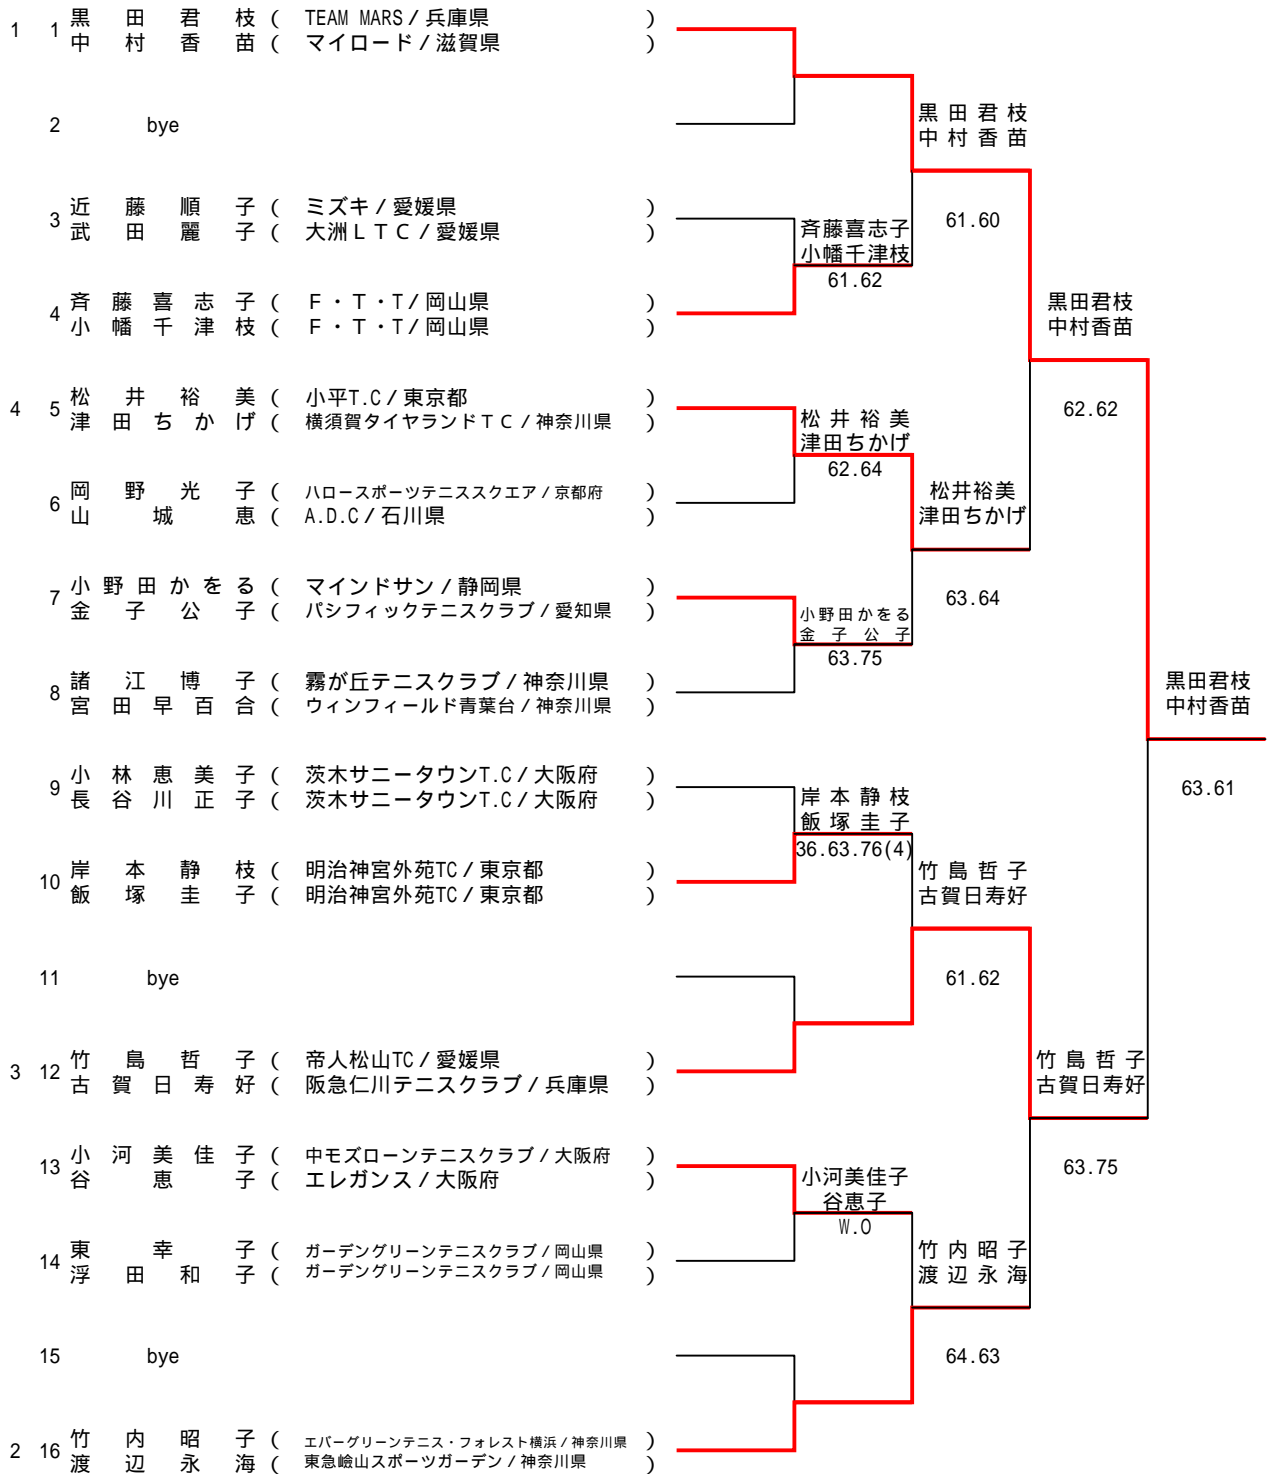 1 1 黒田君枝 ( TEAM MARS / 兵庫県 )
中村香苗 ( マイロード / 滋賀県 )
2 bye
黒田君枝
中村香苗
3 近藤順子 ( ミズキ / 愛媛県 )
武田麗子 ( 大洲LTC / 愛媛県 )
61.60
斉藤喜志子
小幡千津枝
61.62
4 斉藤喜志子 ( F・T・T / 岡山県 )
小幡千津枝 ( F・T・T / 岡山県 )
黒田君枝
中村香苗
62.62
4 5 松井裕美 ( 小平T.C / 東京都 )
津田ちかげ ( 横須賀タイヤランドTC / 神奈川県 )
松井裕美
津田ちかげ
62.64
6 岡野光子 ( ハロースポーツテニススクエア / 京都府 )
山城恵 ( A.D.C / 石川県 )
松井裕美
津田ちかげ
63.64
7 小野田かをる ( マインドサン / 静岡県 )
金子公子 ( パシフィックテニスクラブ / 愛知県 )
小野田かをる
金子公子
63.75
8 諸江博子 ( 霧が丘テニスクラブ / 神奈川県 )
宮田早百合 ( ウィンフィールド青葉台 / 神奈川県 )
黒田君枝
中村香苗
63.61
9 小林恵美子 ( 茨木サニータウンT.C / 大阪府 )
長谷川正子 ( 茨木サニータウンT.C / 大阪府 )
岸本静枝
飯塚圭子
36.63.76(4)
10 岸本静枝 ( 明治神宮外苑TC / 東京都 )
飯塚圭子 ( 明治神宮外苑TC / 東京都 )
竹島哲子
古賀日寿好
11 bye
61.62
3 12 竹島哲子 ( 帝人松山TC / 愛媛県 )
古賀日寿好 ( 阪急仁川テニスクラブ / 兵庫県 )
竹島哲子
古賀日寿好
63.75
13 小河美佳子 ( 中モズローンテニスクラブ / 大阪府 )
谷恵子 ( エレガンス / 大阪府 )
小河美佳子
谷恵子
W.O
14 東幸子 ( ガーデングリーンテニスクラブ / 岡山県 )
浮田和子 ( ガーデングリーンテニスクラブ / 岡山県 )
竹内昭子
渡辺永海
15 bye
64.63
2 16 竹内昭子 ( エバーグリーンテニス・フォレスト横浜 / 神奈川県 )
渡辺永海 ( 東急嶮山スポーツガーデン / 神奈川県 )